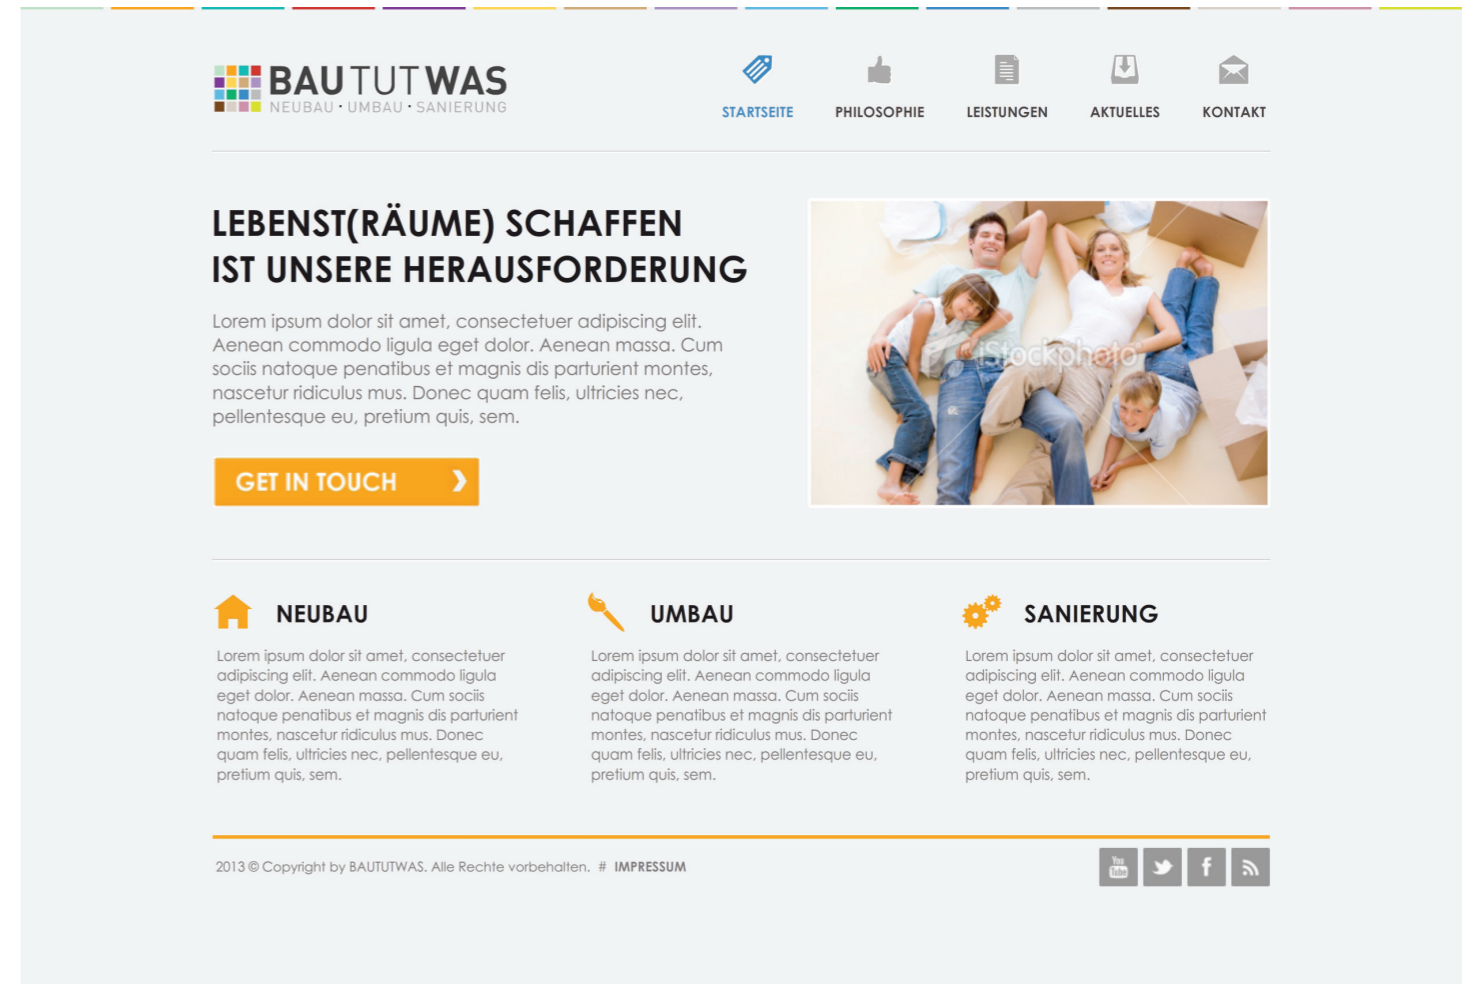 BAUTUTWAS
NEUBAU · UMBAU · SANIERUNG
STARTSEITE
PHILOSOPHIE
LEISTUNGEN
AKTUELLES
KONTAKT
LEBENST(RÄUME) SCHAFFEN
IST UNSERE HERAUSFORDERUNG
Lorem ipsum dolor sit amet, consectetuer adipiscing elit.
Aenean commodo ligula eget dolor. Aenean massa. Cum
sociis natoque penatibus et magnis dis parturient montes,
nascetur ridiculus mus. Donec quam felis, ultricies nec,
pellentesque eu, pretium quis, sem.
GET IN TOUCH
iStockphoto
NEUBAU
Lorem ipsum dolor sit amet, consectetuer
adipiscing elit. Aenean commodo ligula
eget dolor. Aenean massa. Cum sociis
natoque penatibus et magnis dis parturient
montes, nascetur ridiculus mus. Donec
quam felis, ultricies nec, pellentesque eu,
pretium quis, sem.
UMBAU
Lorem ipsum dolor sit amet, consectetuer
adipiscing elit. Aenean commodo ligula
eget dolor. Aenean massa. Cum sociis
natoque penatibus et magnis dis parturient
montes, nascetur ridiculus mus. Donec
quam felis, ultricies nec, pellentesque eu,
pretium quis, sem.
SANIERUNG
Lorem ipsum dolor sit amet, consectetuer
adipiscing elit. Aenean commodo ligula
eget dolor. Aenean massa. Cum sociis
natoque penatibus et magnis dis parturient
montes, nascetur ridiculus mus. Donec
quam felis, ultricies nec, pellentesque eu,
pretium quis, sem.
2013 © Copyright by BAUTUTWAS. Alle Rechte vorbehalten. # IMPRESSUM
You
Tube